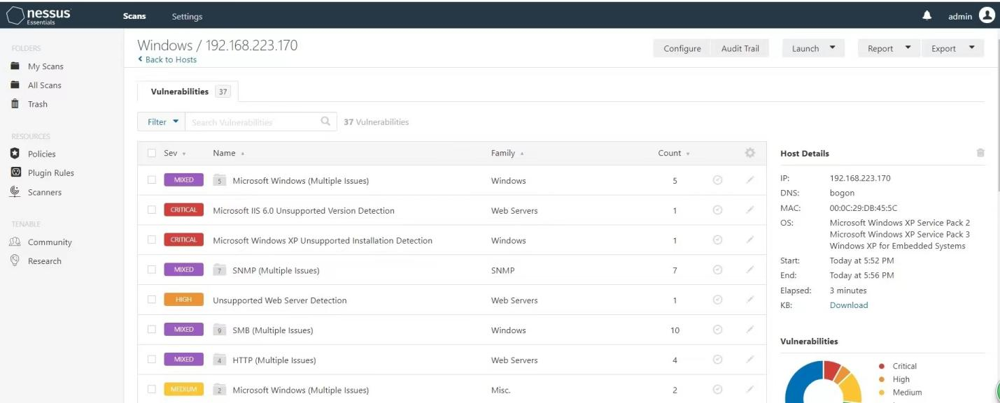 nessus
Essentials
Scans
Settings
admin
FOLDERS
My Scans
All Scans
Trash
RESOURCES
Policies
Plugin Rules
Scanners
TENABLE
Community
Research
Windows / 192.168.223.170
Back to Hosts
Configure
Audit Trail
Launch
Report
Export
Vulnerabilities 37
Filter
Search Vulnerabilities
37 Vulnerabilities
Sev Name Family Count
MIXED 5 Microsoft Windows (Multiple Issues) Windows 5
CRITICAL Microsoft IIS 6.0 Unsupported Version Detection Web Servers 1
CRITICAL Microsoft Windows XP Unsupported Installation Detection Windows 1
MIXED 7 SNMP (Multiple Issues) SNMP 7
HIGH Unsupported Web Server Detection Web Servers 1
MIXED 9 SMB (Multiple Issues) Windows 10
MIXED 4 HTTP (Multiple Issues) Web Servers 4
MEDIUM 2 Microsoft Windows (Multiple Issues) Misc. 2
Host Details
IP: 192.168.223.170
DNS: bogon
MAC: 00:0C:29:DB:45:5C
OS: Microsoft Windows XP Service Pack 2
Microsoft Windows XP Service Pack 3
Windows XP for Embedded Systems
Start: Today at 5:52 PM
End: Today at 5:56 PM
Elapsed: 3 minutes
KB: Download
Vulnerabilities
Critical
High
Medium